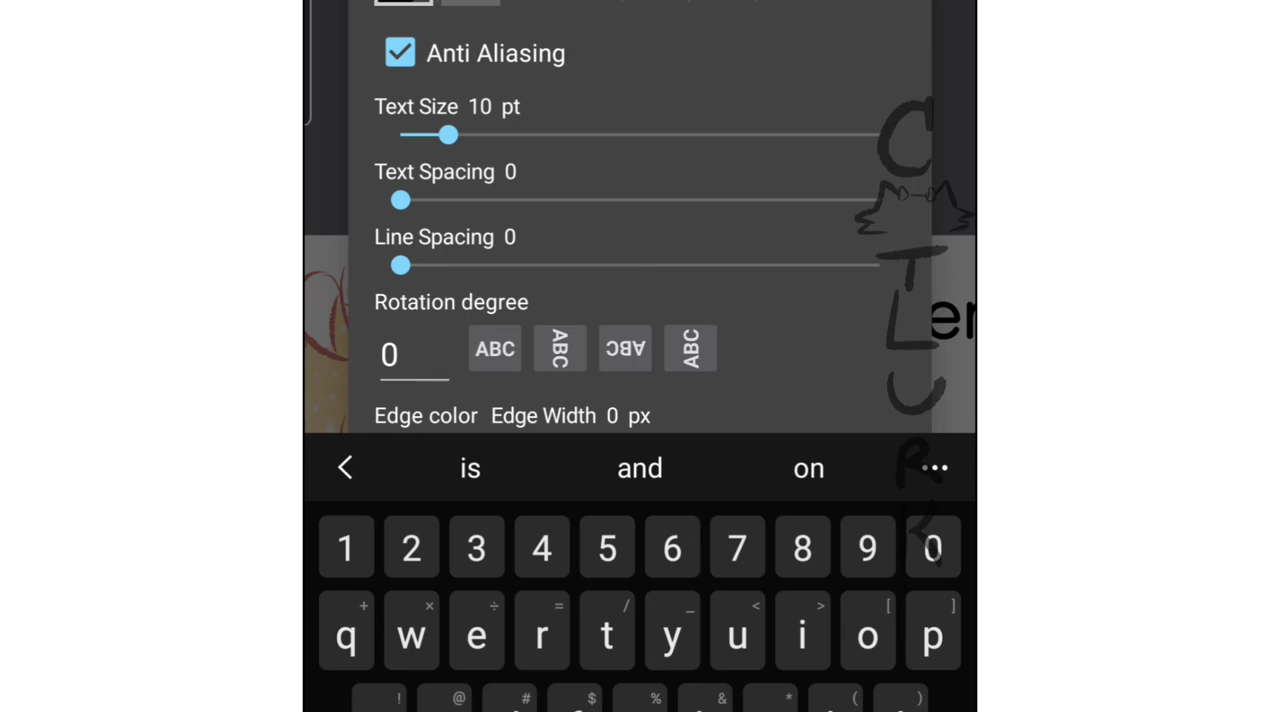 Anti Aliasing
Text Size 10 pt
Text Spacing 0
Line Spacing 0
Rotation degree
0 ABC ABC ABC ABC
Edge color Edge Width 0 px
is and on ...
1 2 3 4 5 6 7 8 9 0
+ × ÷ = / _ < > [ ]
q w e r t y u i o p
! @ # $ % & * ( )
C
T
L
U
R
K
er